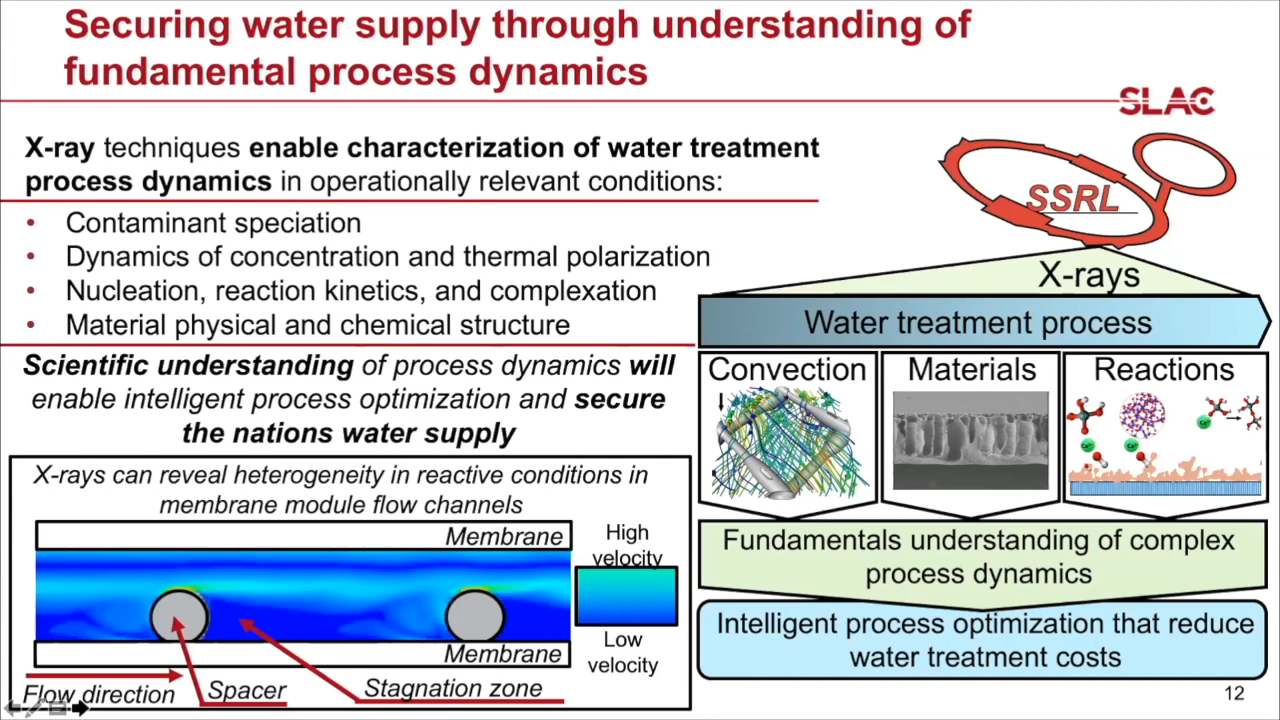 Securing water supply through understanding of
fundamental process dynamics
SLAC
X-ray techniques enable characterization of water treatment
process dynamics in operationally relevant conditions:
• Contaminant speciation
• Dynamics of concentration and thermal polarization
• Nucleation, reaction kinetics, and complexation
• Material physical and chemical structure
Scientific understanding of process dynamics will
enable intelligent process optimization and secure
the nations water supply
X-rays can reveal heterogeneity in reactive conditions in
membrane module flow channels
Membrane
High
velocity
Low
velocity
Membrane
Flow direction
Spacer
Stagnation zone
SSRL
X-rays
Water treatment process
Convection
Materials
Reactions
Fundamentals understanding of complex
process dynamics
Intelligent process optimization that reduce
water treatment costs
12